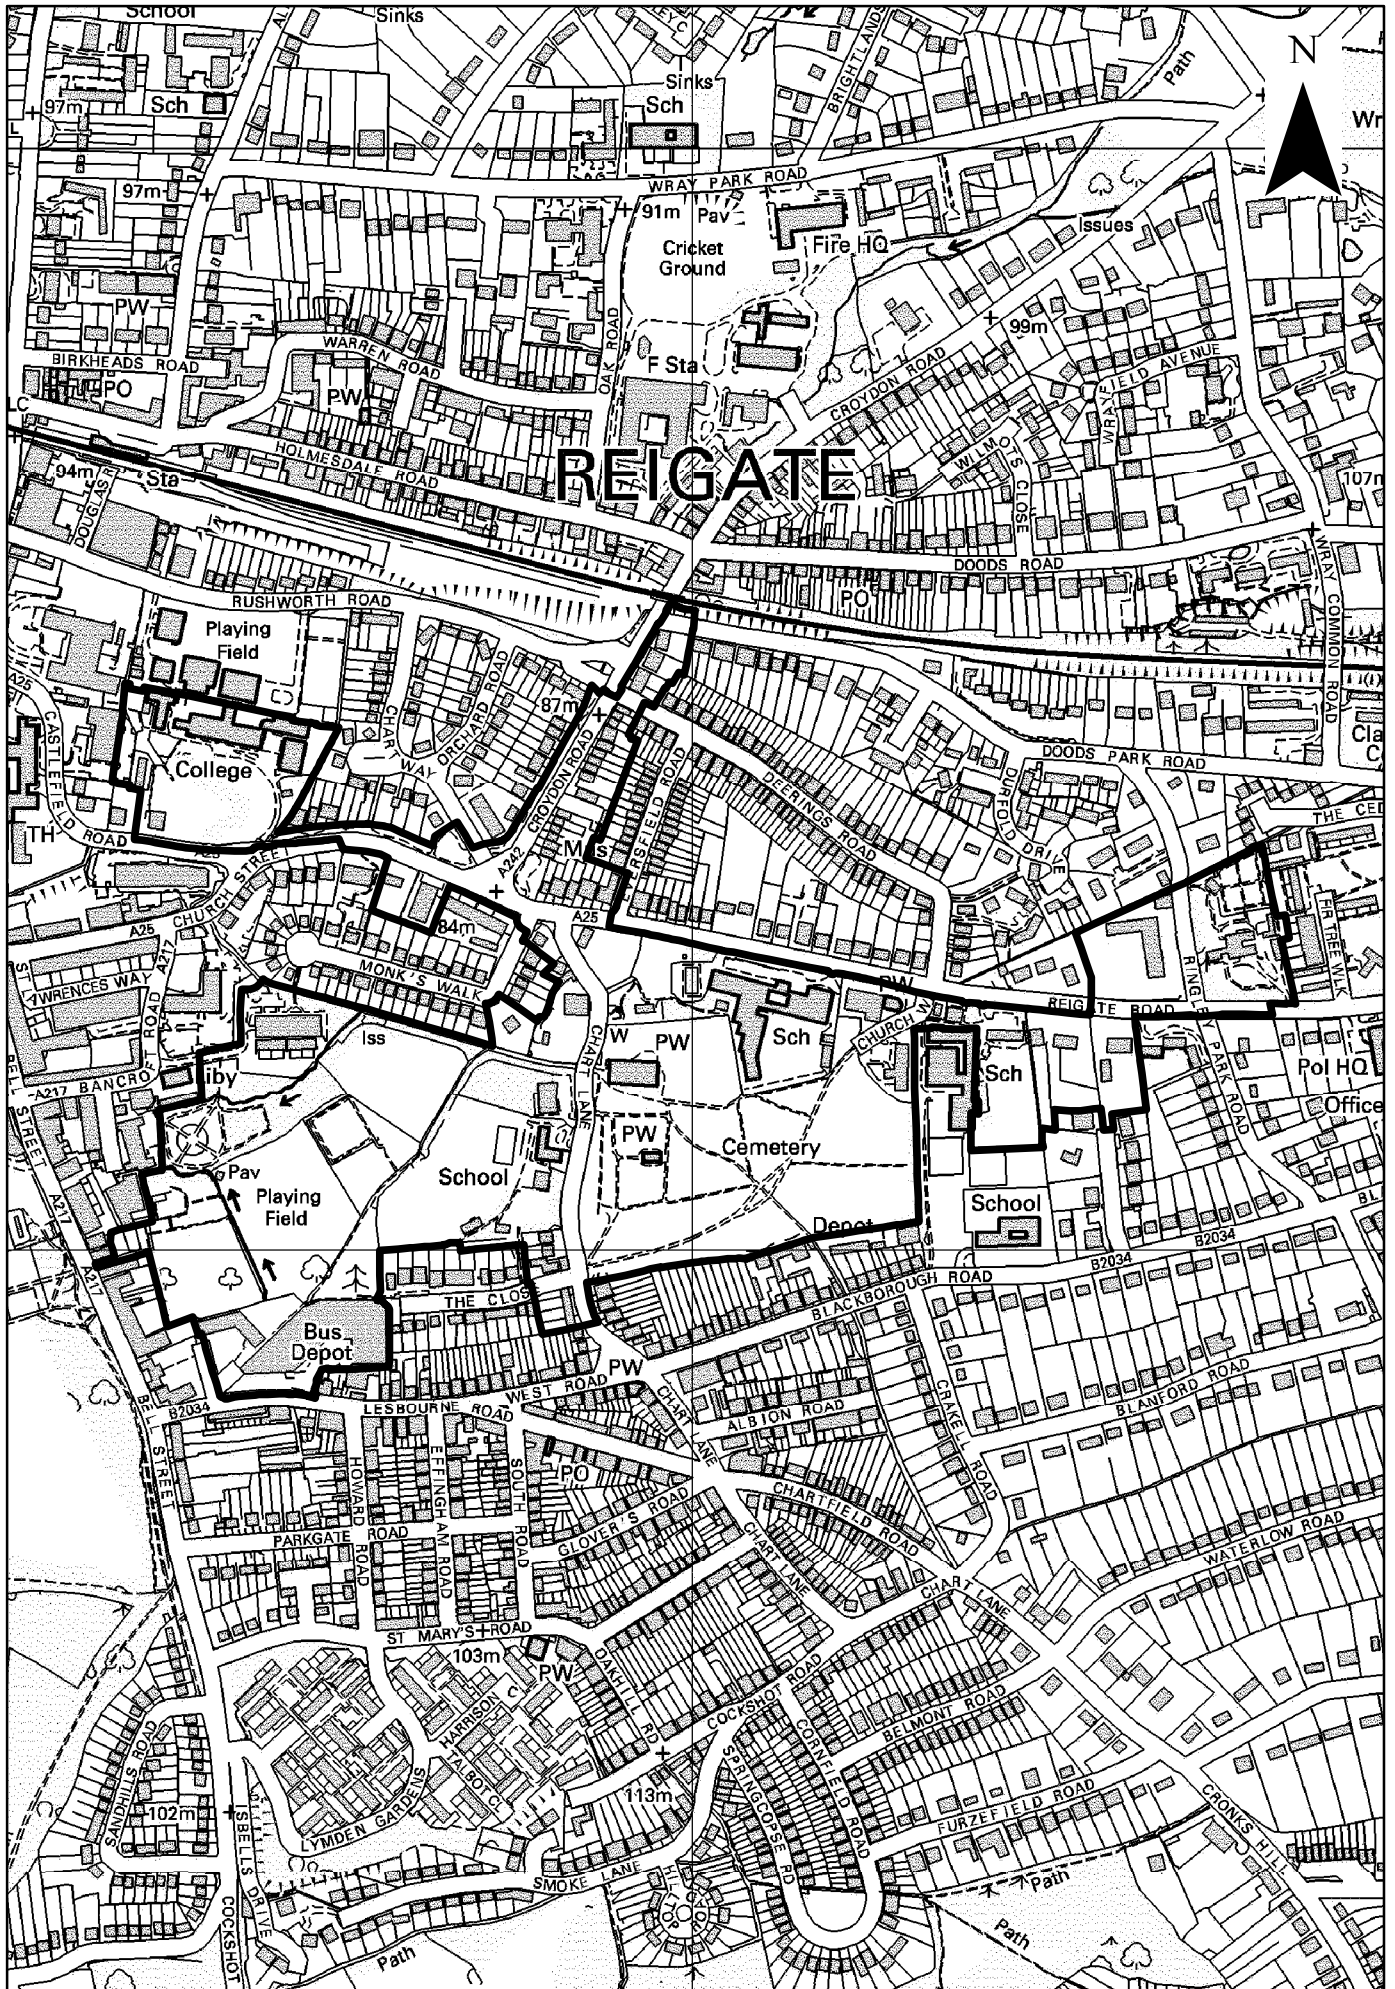 School
Sinks
N
BRIGHTLANDS
Path
Sinks
97m
Sch
Sch
WRAY PARK ROAD
97m
91m
Pav
Issues
Cricket
Ground
Fire HQ
PW
99m
WARREN ROAD
BIRKHEADS ROAD
OAK ROAD
F Sta
WRAYFIELD AVENUE
PO
PW
CROYDON ROAD
LC
HOLMESDALE ROAD
WILMOTS CLOSE
REIGATE
94m
Sta
107m
DOODS ROAD
WRAY COMMON ROAD
RUSHWORTH ROAD
PO
Playing
Field
A25
87m
CHART WAY
ORCHARD ROAD
CASTLEFIELD ROAD
College
DOODS PARK ROAD
DEERINGS ROAD
DURFOLD DRIVE
CROYDON ROAD
A242
TH
CHURCH STREET
A25
A25
A217
84m
MONK'S WALK
FIR TREE WALK
PW
REIGATE ROAD
RINGLEY PARK ROAD
BANCROFT ROAD
Iss
CHART LANE
PW
Sch
Sch
Pol HQ
Office
A217
BELL STREET
PW
Cemetery
School
Pav
Playing
Field
A217
School
Depot
B2034
B2034
A217
THE CLOSE
BLACKBOROUGH ROAD
Bus
Depot
PW
WEST ROAD
B2034
LESBOURNE ROAD
CHART LANE
ALBION ROAD
BLANFORD ROAD
CRAKELL ROAD
BELL STREET
HOWARD ROAD
EFFINGHAM ROAD
SOUTH ROAD
PO
CHARTFIELD ROAD
GLOVER'S ROAD
PARKGATE ROAD
CHART LANE
WATERLOW ROAD
CHART LANE
ST MARY'S ROAD
103m
PW
OAKHILL RD
COCKSHOT ROAD
BELMONT ROAD
HARRISON C
TALBOT CL
SPRINGCOPSE RD
CORNFIELD ROAD
SANDHILLS ROAD
102m
113m
LYMDEN GARDENS
FURZEFIELD ROAD
CRONKS HILL
ISBELLS DRIVE
SMOKE LANE
Path
COCKSHOT
Path
Path